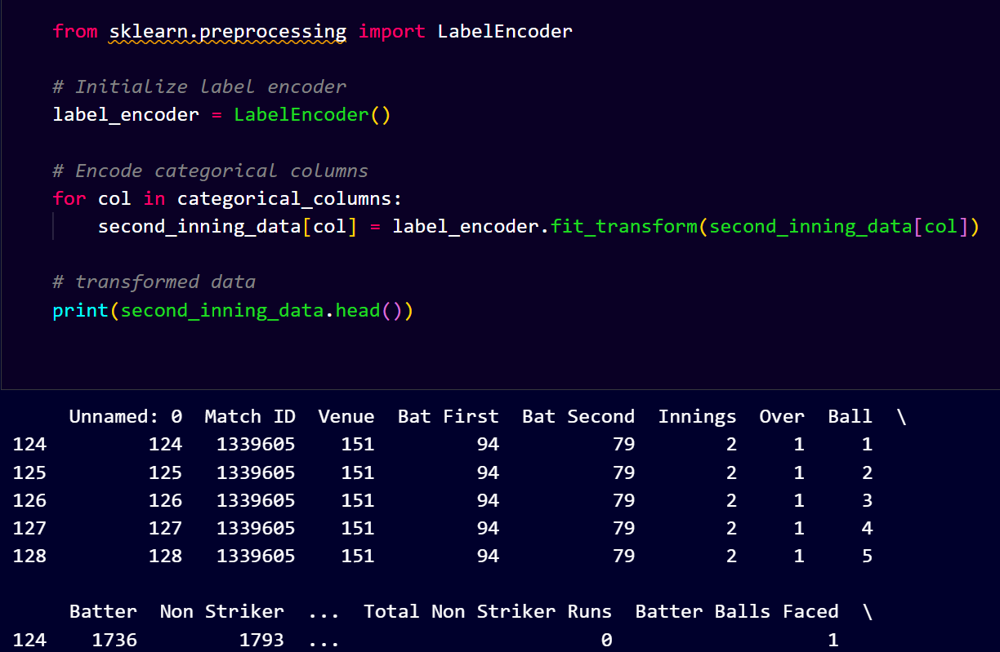 from sklearn.preprocessing import LabelEncoder
# Initialize label encoder
label_encoder = LabelEncoder()
# Encode categorical columns
for col in categorical_columns:
    second_inning_data[col] = label_encoder.fit_transform(second_inning_data[col])
# transformed data
print(second_inning_data.head())
Unnamed: 0 Match ID Venue Bat First Bat Second Innings Over Ball \
124 124 1339605 151 94 79 2 1 1
125 125 1339605 151 94 79 2 1 2
126 126 1339605 151 94 79 2 1 3
127 127 1339605 151 94 79 2 1 4
128 128 1339605 151 94 79 2 1 5
Batter Non Striker ... Total Non Striker Runs Batter Balls Faced \
124 1736 1793 ... 0 1